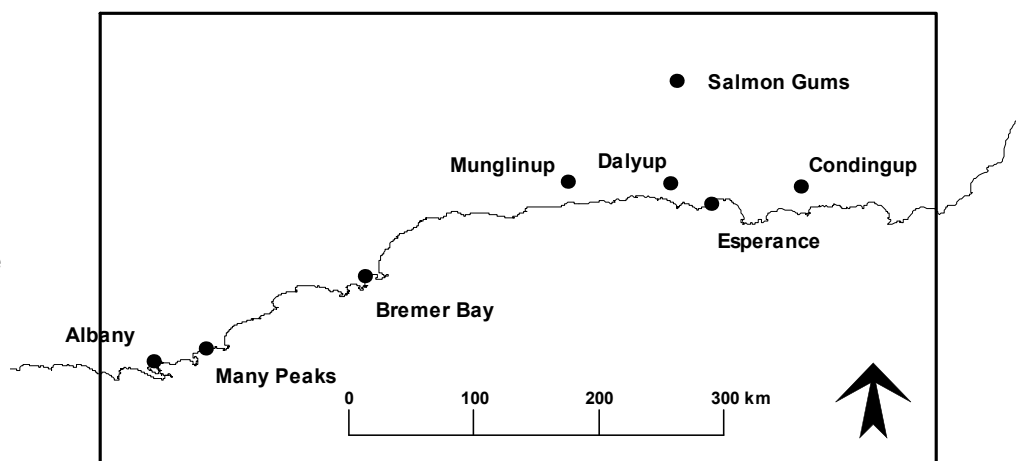 Salmon Gums
Munglinup
Dalyup
Condingup
Esperance
Bremer Bay
Albany
Many Peaks
0
100
200
300 km